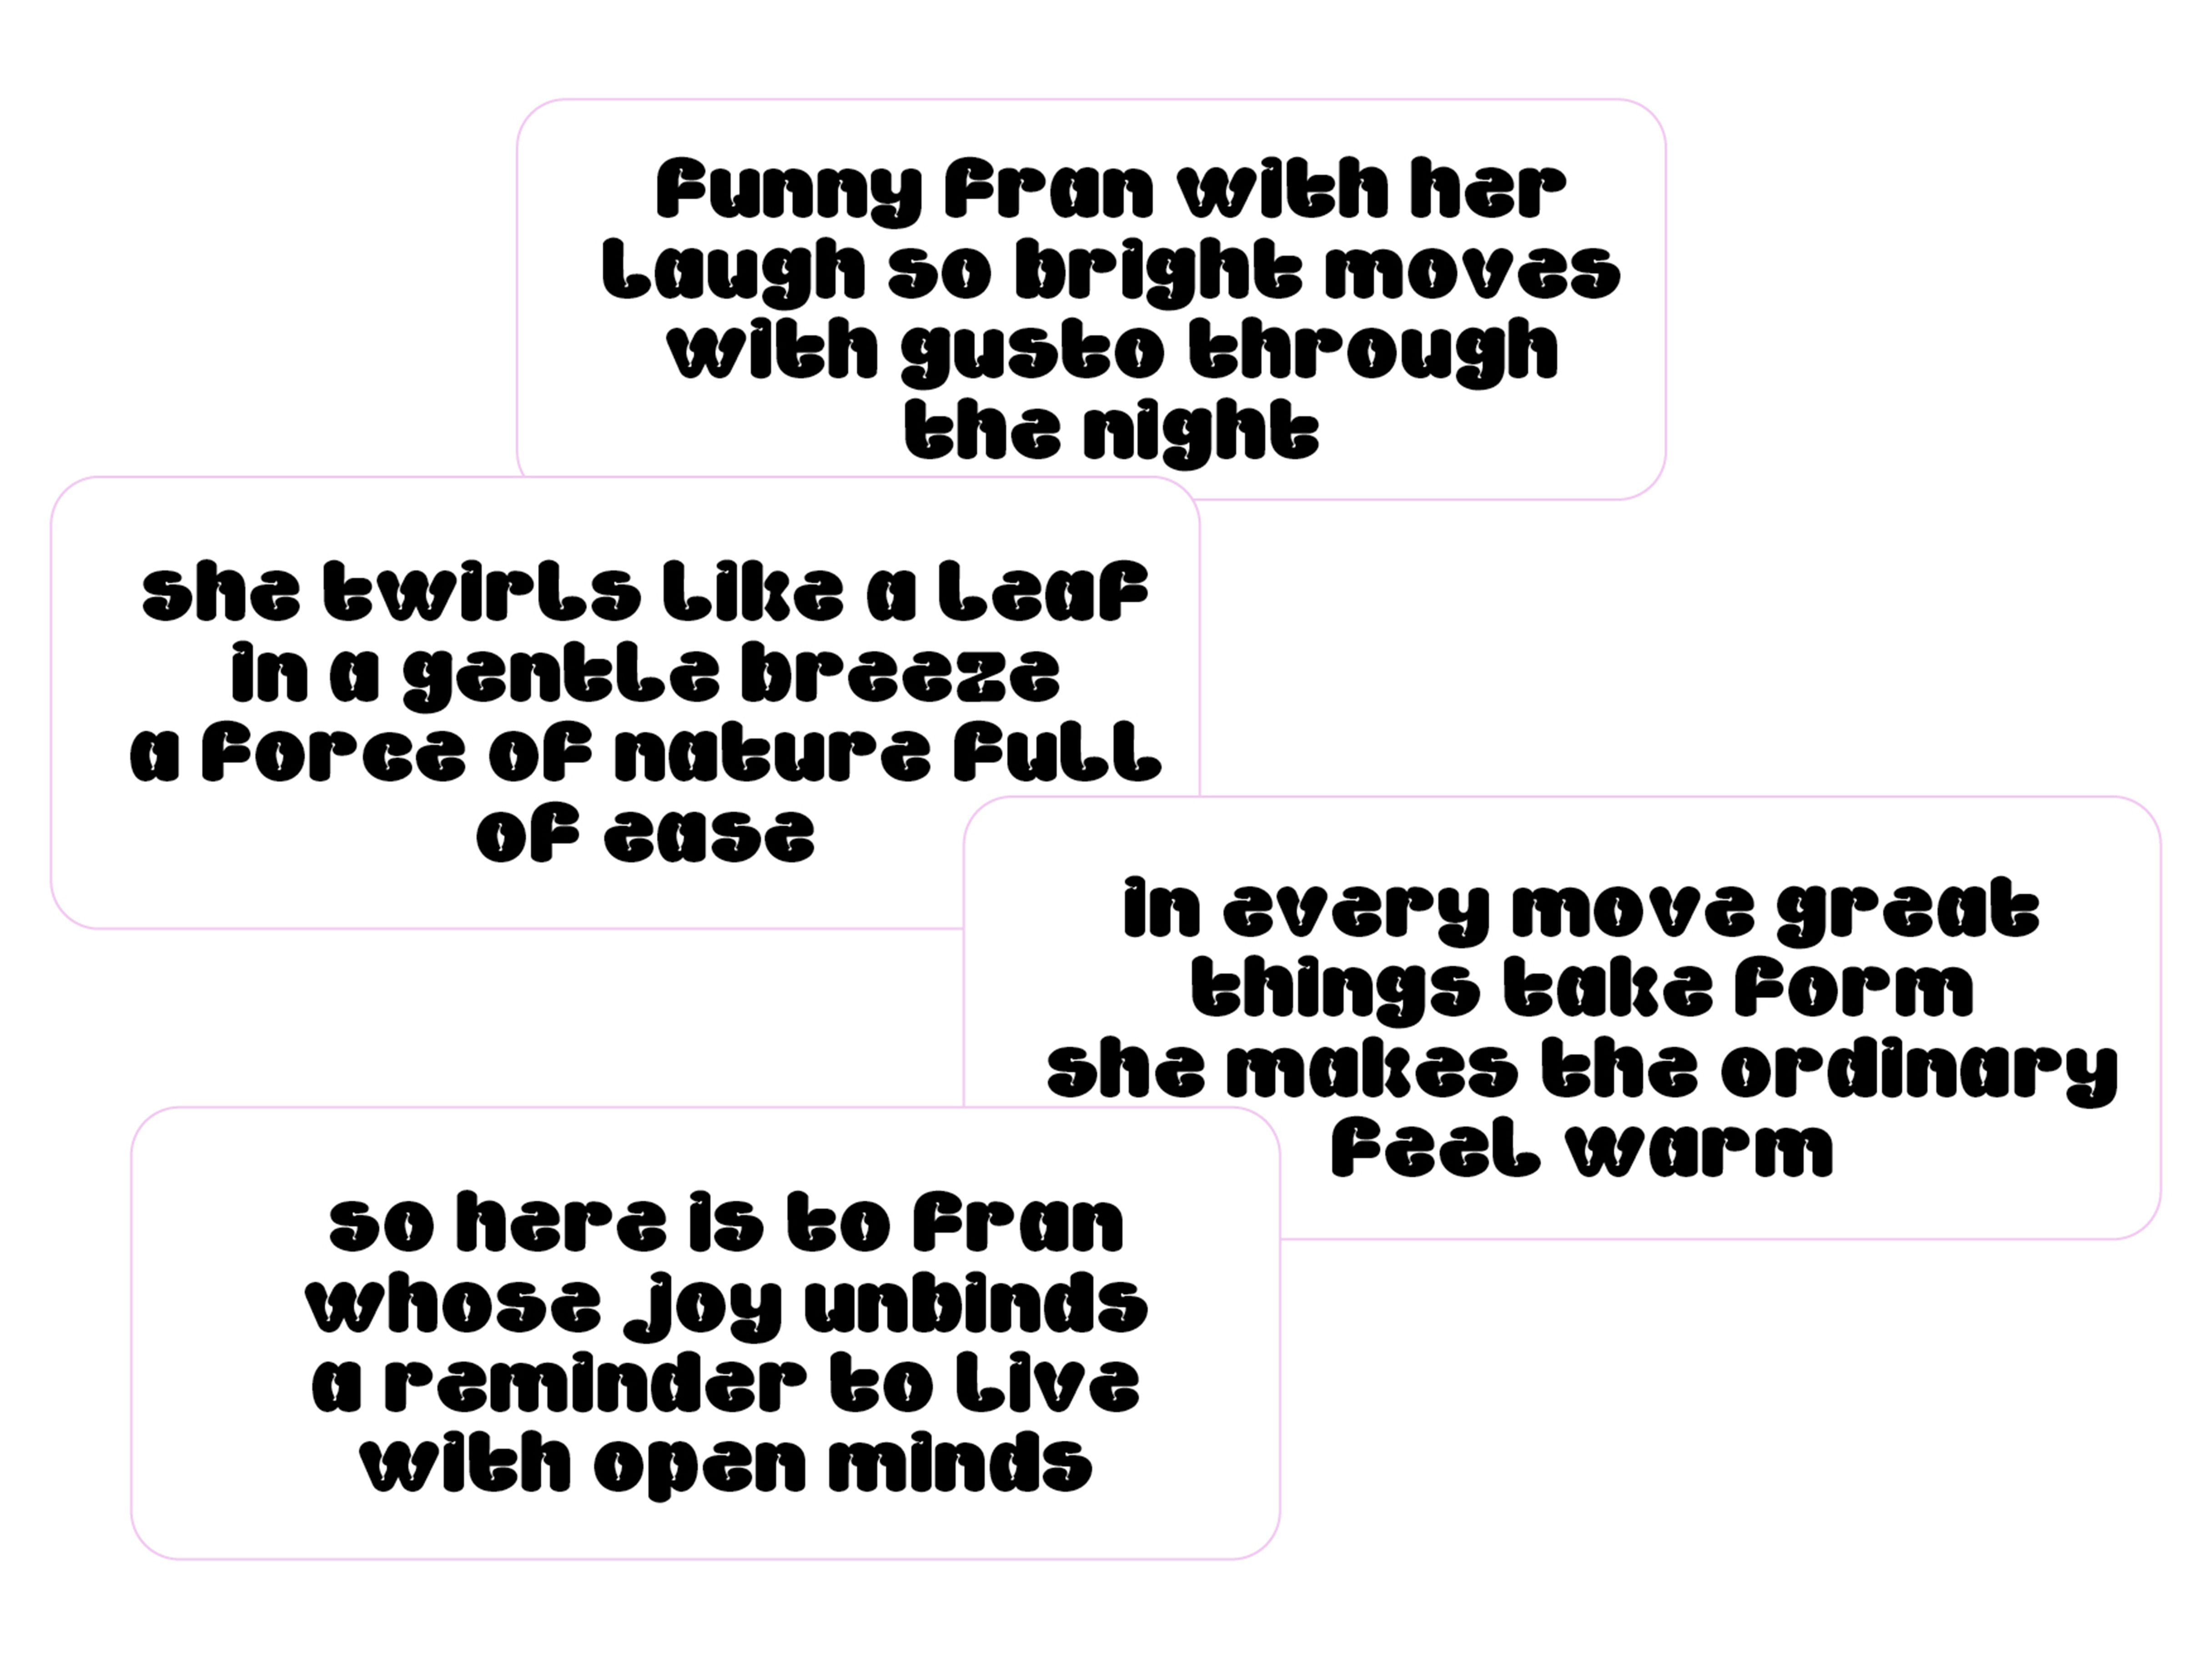 funny fran with her
laugh so bright moves
with gusto through
the night
she twirls like a leaf
in a gentle breeze
a force of nature full
of ease
in every move great
things take form
she makes the ordinary
feel warm
so here is to fran
whose joy unbinds
a reminder to live
with open minds